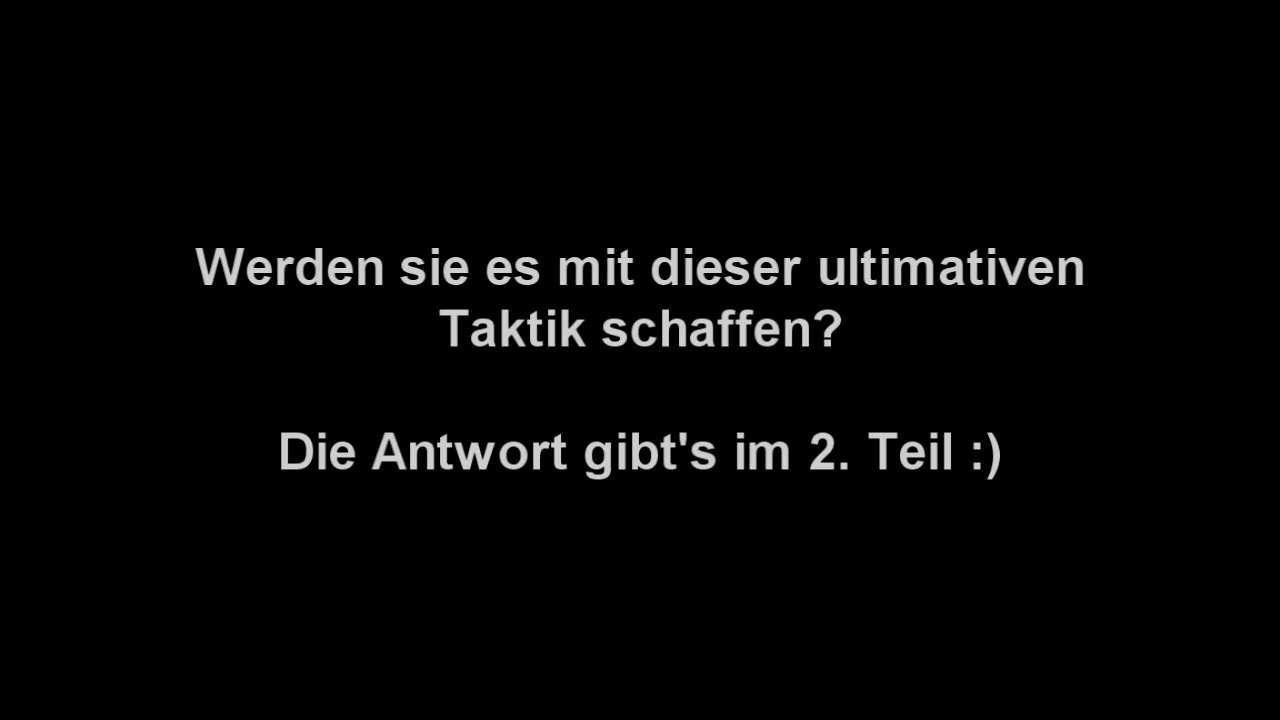 Werden sie es mit dieser ultimativen
Taktik schaffen?
Die Antwort gibt's im 2. Teil :)